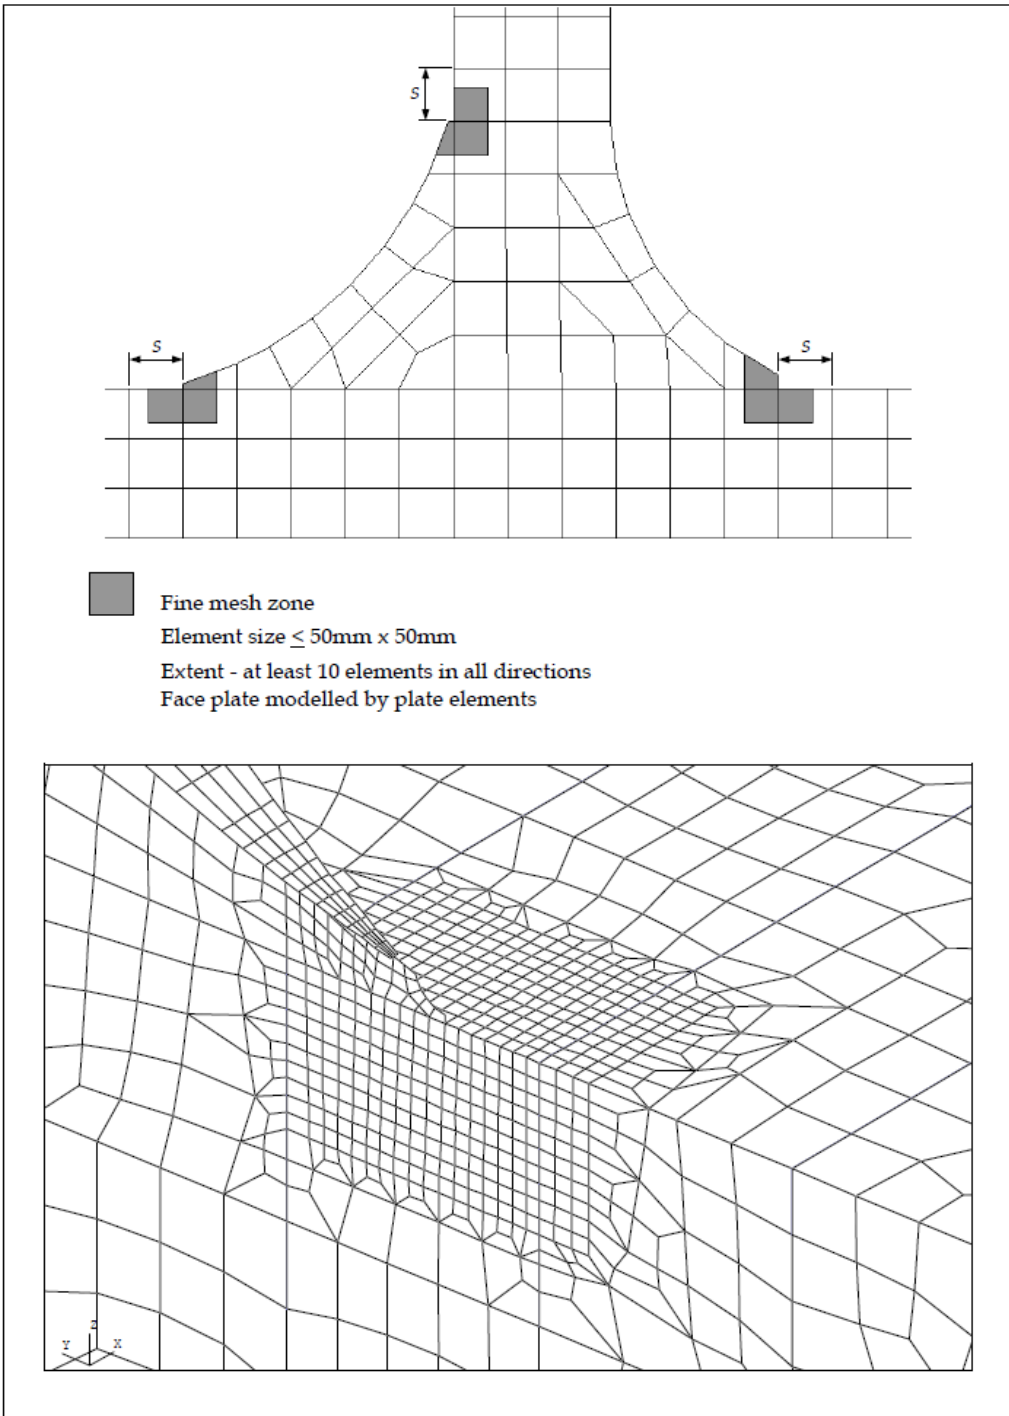 S
S
S
Fine mesh zone
Element size ≤ 50mm x 50mm
Extent - at least 10 elements in all directions
Face plate modelled by plate elements
Z
Y
X